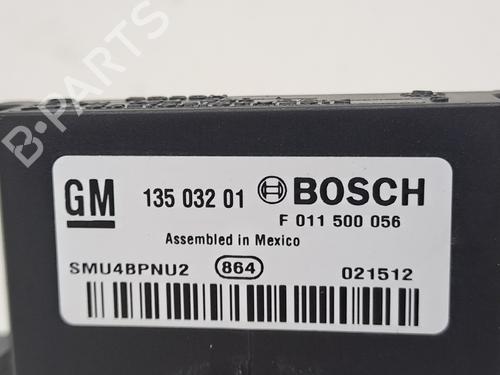 B-PARTS
GM 135 032 01 BOSCH
F 011 500 056
Assembled in Mexico
SMU4BPNU2 864 021512